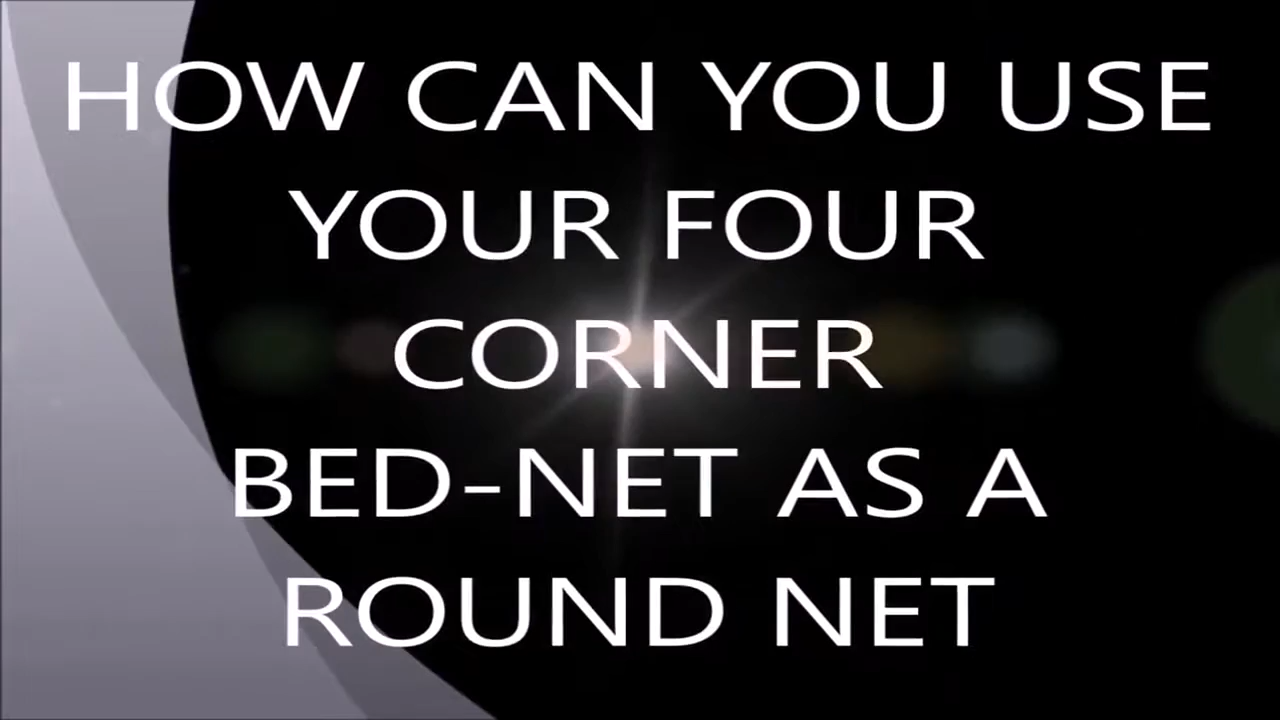 HOW CAN YOU USE
YOUR FOUR
CORNER
BED-NET AS A
ROUND NET